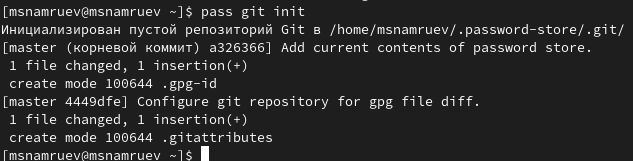 [msnamruev@msnamruev ~]$ pass git init
Инициализирован пустой репозиторий Git в /home/msnamruev/.password-store/.git/
[master (корневой коммит) a326366] Add current contents of password store.
 1 file changed, 1 insertion(+)
 create mode 100644 .gpg-id
[master 4449dfe] Configure git repository for gpg file diff.
 1 file changed, 1 insertion(+)
 create mode 100644 .gitattributes
[msnamruev@msnamruev ~]$